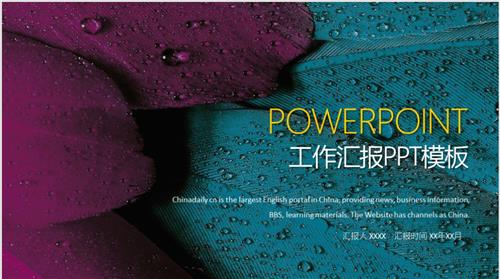 POWERPOINT
工作汇报PPT模板
Chinadaily cn is the largest English portal in China, providing news, business information,
BBS, learning materials. The Website has channels as China.
汇报人 XXXX 汇报时间 XX年XX月